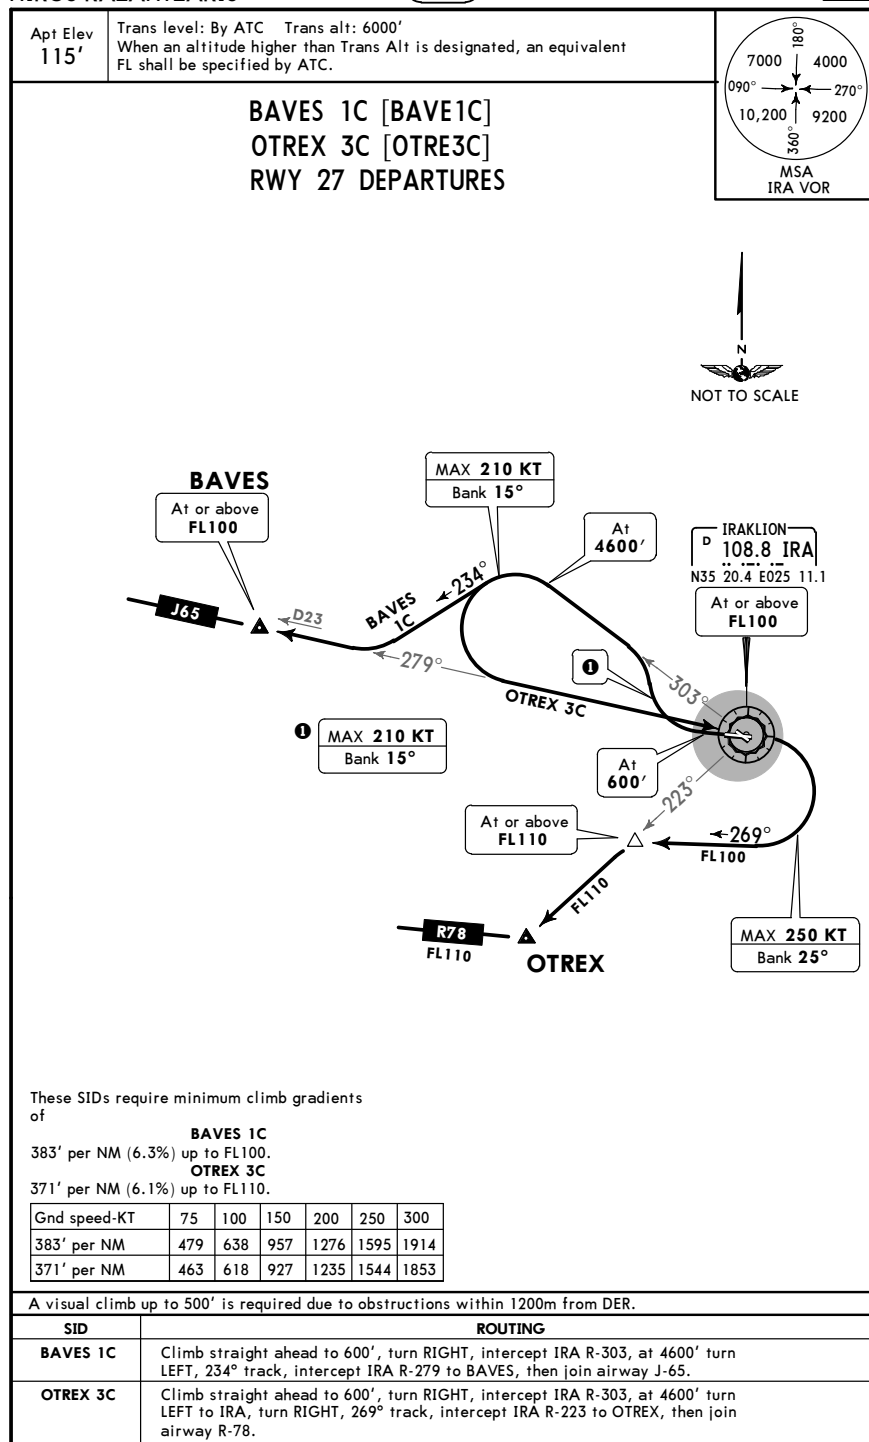 Apt Elev
115'
Trans level: By ATC Trans alt: 6000'
When an altitude higher than Trans Alt is designated, an equivalent
FL shall be specified by ATC.
180°
7000 4000
090° 270°
10,200 9200
360°
MSA
IRA VOR
BAVES 1C [BAVE1C]
OTREX 3C [OTRE3C]
RWY 27 DEPARTURES
N
NOT TO SCALE
BAVES
At or above
FL100
MAX 210 KT
Bank 15°
At
4600'
IRAKLION
D 108.8 IRA
N35 20.4 E025 11.1
At or above
FL100
J65
D23
BAVES
1C
234°
279°
303°
OTREX 3C
❶
❶ MAX 210 KT
Bank 15°
At
600'
223°
At or above
FL110
269°
FL100
FL110
R78
FL110
OTREX
MAX 250 KT
Bank 25°
These SIDs require minimum climb gradients
of
BAVES 1C
383' per NM (6.3%) up to FL100.
OTREX 3C
371' per NM (6.1%) up to FL110.
Gnd speed-KT 75 100 150 200 250 300
383' per NM 479 638 957 1276 1595 1914
371' per NM 463 618 927 1235 1544 1853
A visual climb up to 500' is required due to obstructions within 1200m from DER.
SID ROUTING
BAVES 1C Climb straight ahead to 600', turn RIGHT, intercept IRA R-303, at 4600' turn
LEFT, 234° track, intercept IRA R-279 to BAVES, then join airway J-65.
OTREX 3C Climb straight ahead to 600', turn RIGHT, intercept IRA R-303, at 4600' turn
LEFT to IRA, turn RIGHT, 269° track, intercept IRA R-223 to OTREX, then join
airway R-78.